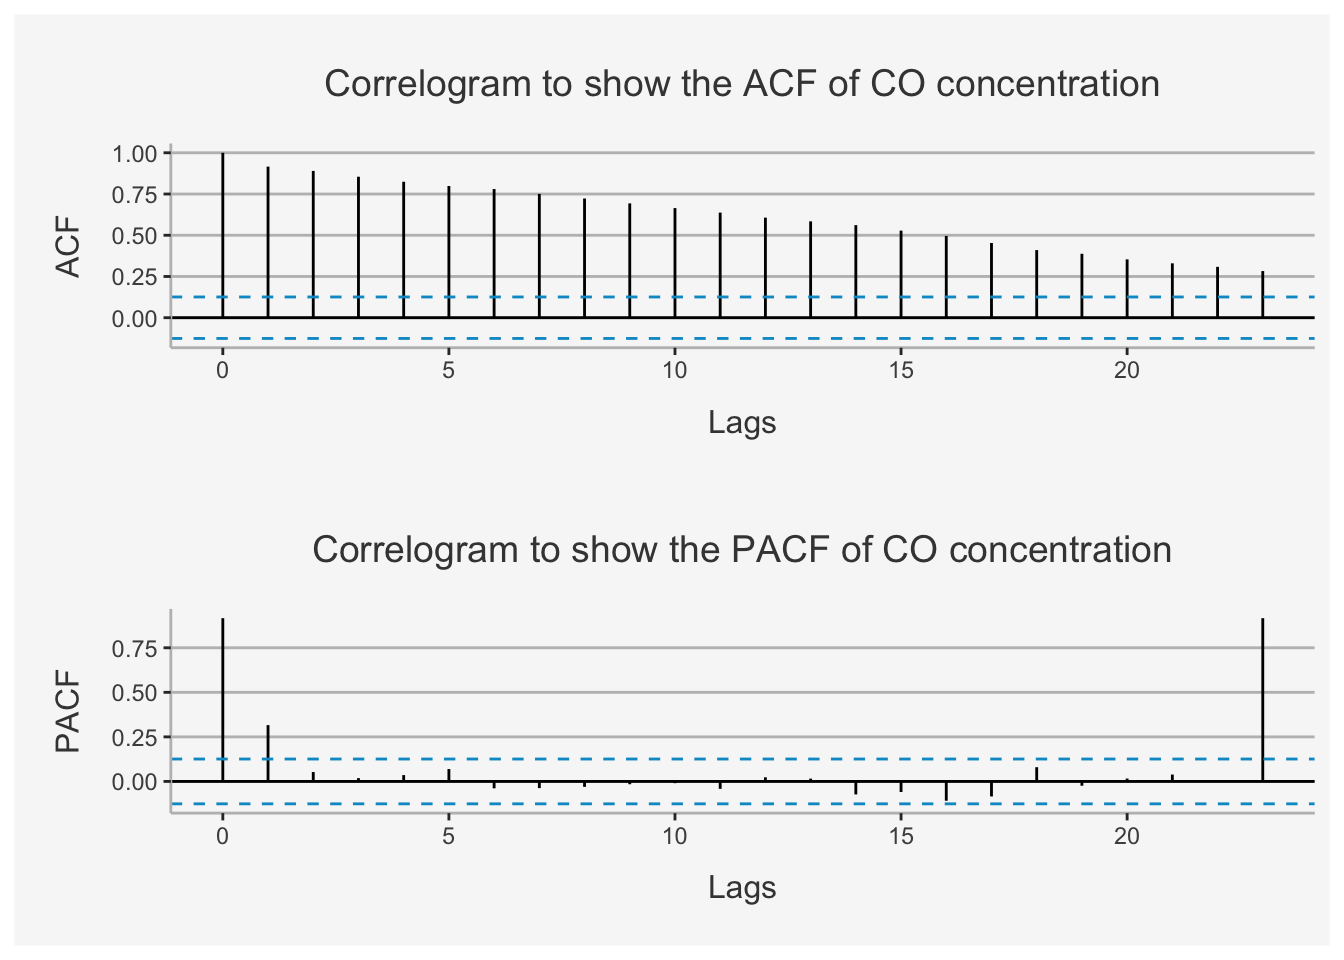 Correlogram to show the ACF of CO concentration
1.00
0.75
0.50
0.25
0.00
ACF
0 5 10 15 20
Lags
Correlogram to show the PACF of CO concentration
0.75
0.50
0.25
0.00
PACF
0 5 10 15 20
Lags